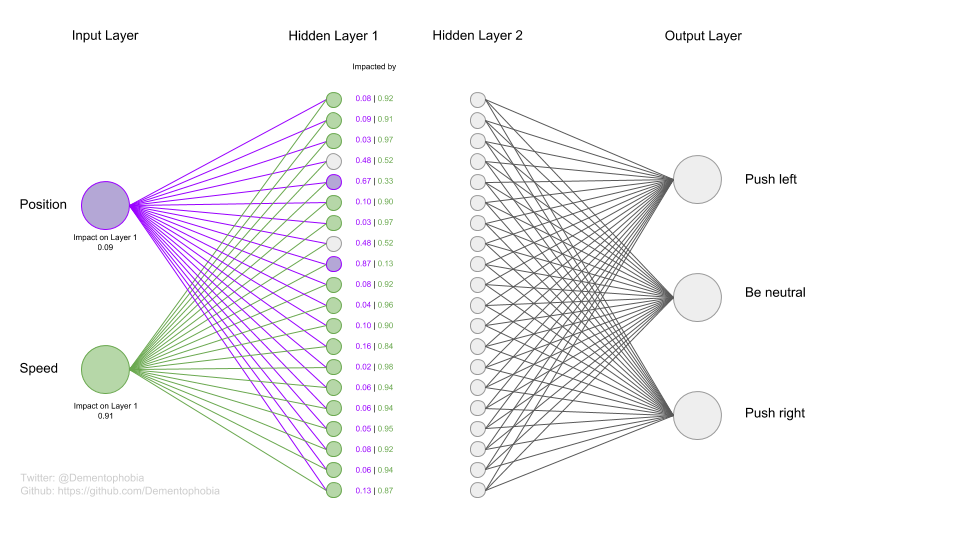 Input Layer
Hidden Layer 1
Hidden Layer 2
Output Layer
Impacted by
0.08 | 0.92
0.09 | 0.91
0.03 | 0.97
0.48 | 0.52
0.67 | 0.33
0.10 | 0.90
0.03 | 0.97
0.48 | 0.52
0.87 | 0.13
0.08 | 0.92
0.04 | 0.96
0.10 | 0.90
0.16 | 0.84
0.02 | 0.98
0.06 | 0.94
0.06 | 0.94
0.05 | 0.95
0.08 | 0.92
0.06 | 0.94
0.13 | 0.87
Position
Impact on Layer 1
0.09
Speed
Impact on Layer 1
0.91
Push left
Be neutral
Push right
Twitter: @Dementophobia
Github: https://github.com/Dementophobia